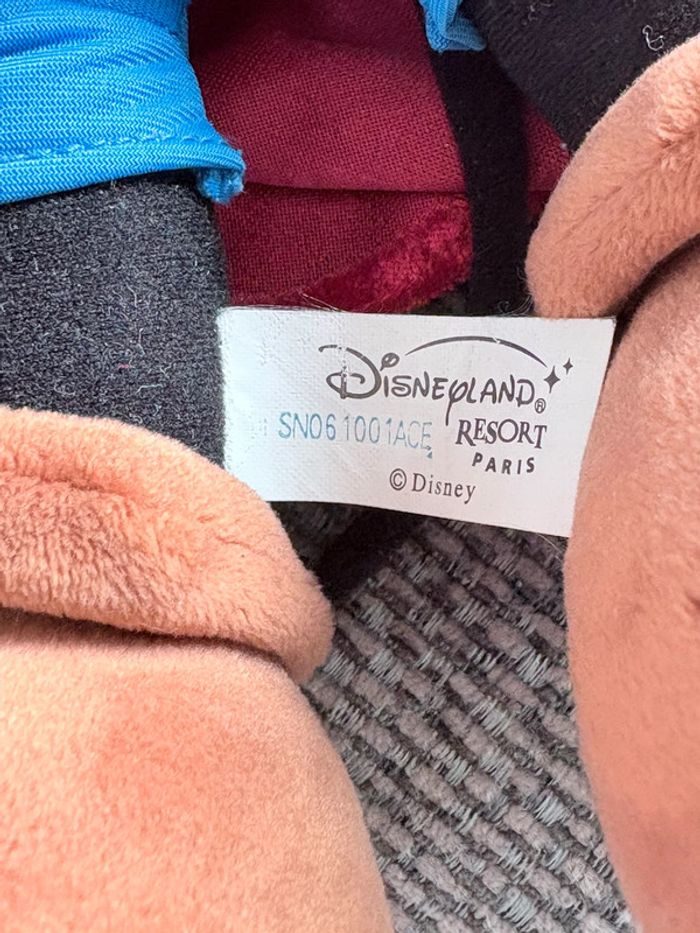 DISNEYLAND®
SN061001ACE
RESORT
PARIS
© Disney